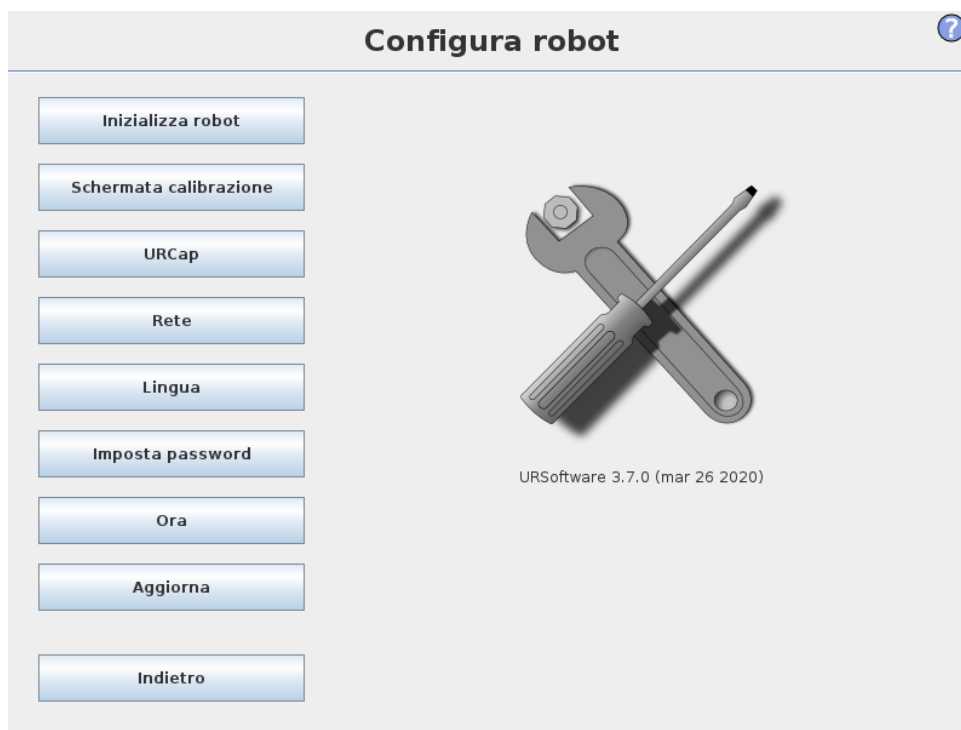 Configura robot
?
Inizializza robot
Schermata calibrazione
URCap
Rete
Lingua
Imposta password
Ora
Aggiorna
Indietro
URSoftware 3.7.0 (mar 26 2020)